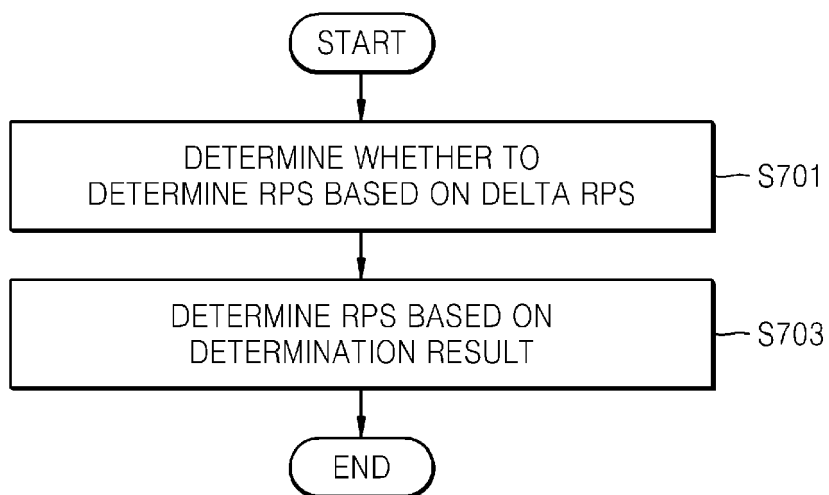 START
DETERMINE WHETHER TO
DETERMINE RPS BASED ON DELTA RPS
S701
DETERMINE RPS BASED ON
DETERMINATION RESULT
S703
END